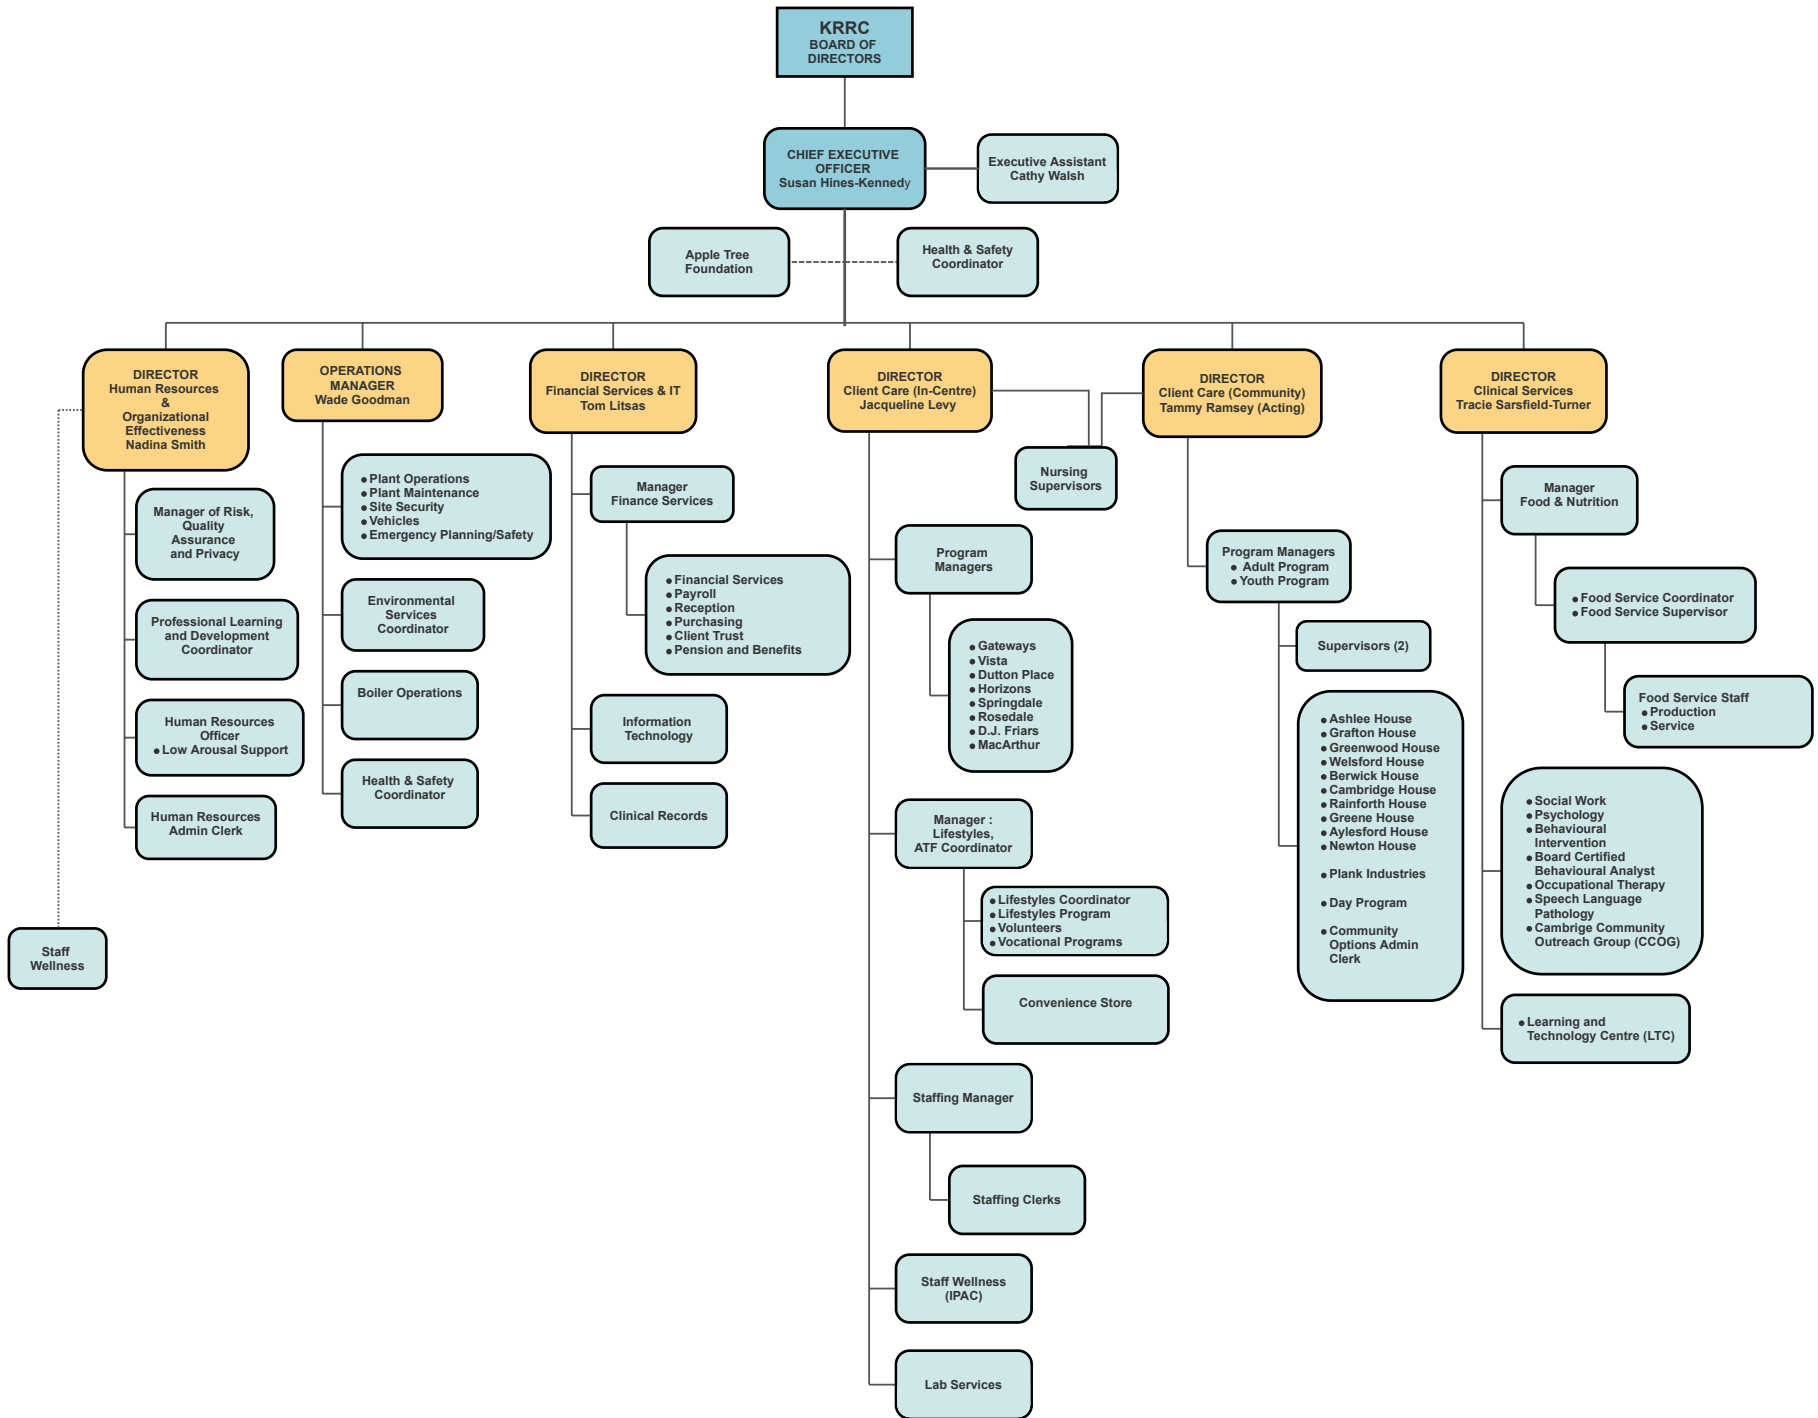 KRRC
BOARD OF
DIRECTORS
CHIEF EXECUTIVE
OFFICER
Susan Hines-Kennedy
Executive Assistant
Cathy Walsh
Apple Tree
Foundation
Health & Safety
Coordinator
DIRECTOR
Human Resources
&
Organizational
Effectiveness
Nadina Smith
Manager of Risk,
Quality
Assurance
and Privacy
Professional Learning
and Development
Coordinator
Human Resources
Officer
● Low Arousal Support
Human Resources
Admin Clerk
Staff
Wellness
OPERATIONS
MANAGER
Wade Goodman
● Plant Operations
● Plant Maintenance
● Site Security
● Vehicles
● Emergency Planning/Safety
Environmental
Services
Coordinator
Boiler Operations
Health & Safety
Coordinator
DIRECTOR
Financial Services & IT
Tom Litsas
Manager
Finance Services
● Financial Services
● Payroll
● Reception
● Purchasing
● Client Trust
● Pension and Benefits
Information
Technology
Clinical Records
DIRECTOR
Client Care (In-Centre)
Jacqueline Levy
Nursing
Supervisors
Program
Managers
● Gateways
● Vista
● Dutton Place
● Horizons
● Springdale
● Rosedale
● D.J. Friars
● MacArthur
Manager :
Lifestyles,
ATF Coordinator
● Lifestyles Coordinator
● Lifestyles Program
● Volunteers
● Vocational Programs
Convenience Store
Staffing Manager
Staffing Clerks
Staff Wellness
(IPAC)
Lab Services
DIRECTOR
Client Care (Community)
Tammy Ramsey (Acting)
Program Managers
● Adult Program
● Youth Program
Supervisors (2)
● Ashlee House
● Grafton House
● Greenwood House
● Welsford House
● Berwick House
● Cambridge House
● Rainforth House
● Greene House
● Aylesford House
● Newton House
● Plank Industries
● Day Program
● Community
Options Admin
Clerk
DIRECTOR
Clinical Services
Tracie Sarsfield-Turner
Manager
Food & Nutrition
● Food Service Coordinator
● Food Service Supervisor
Food Service Staff
● Production
● Service
● Social Work
● Psychology
● Behavioural
Intervention
● Board Certified
Behavioural Analyst
● Occupational Therapy
● Speech Language
Pathology
● Cambrige Community
Outreach Group (CCOG)
● Learning and
Technology Centre (LTC)